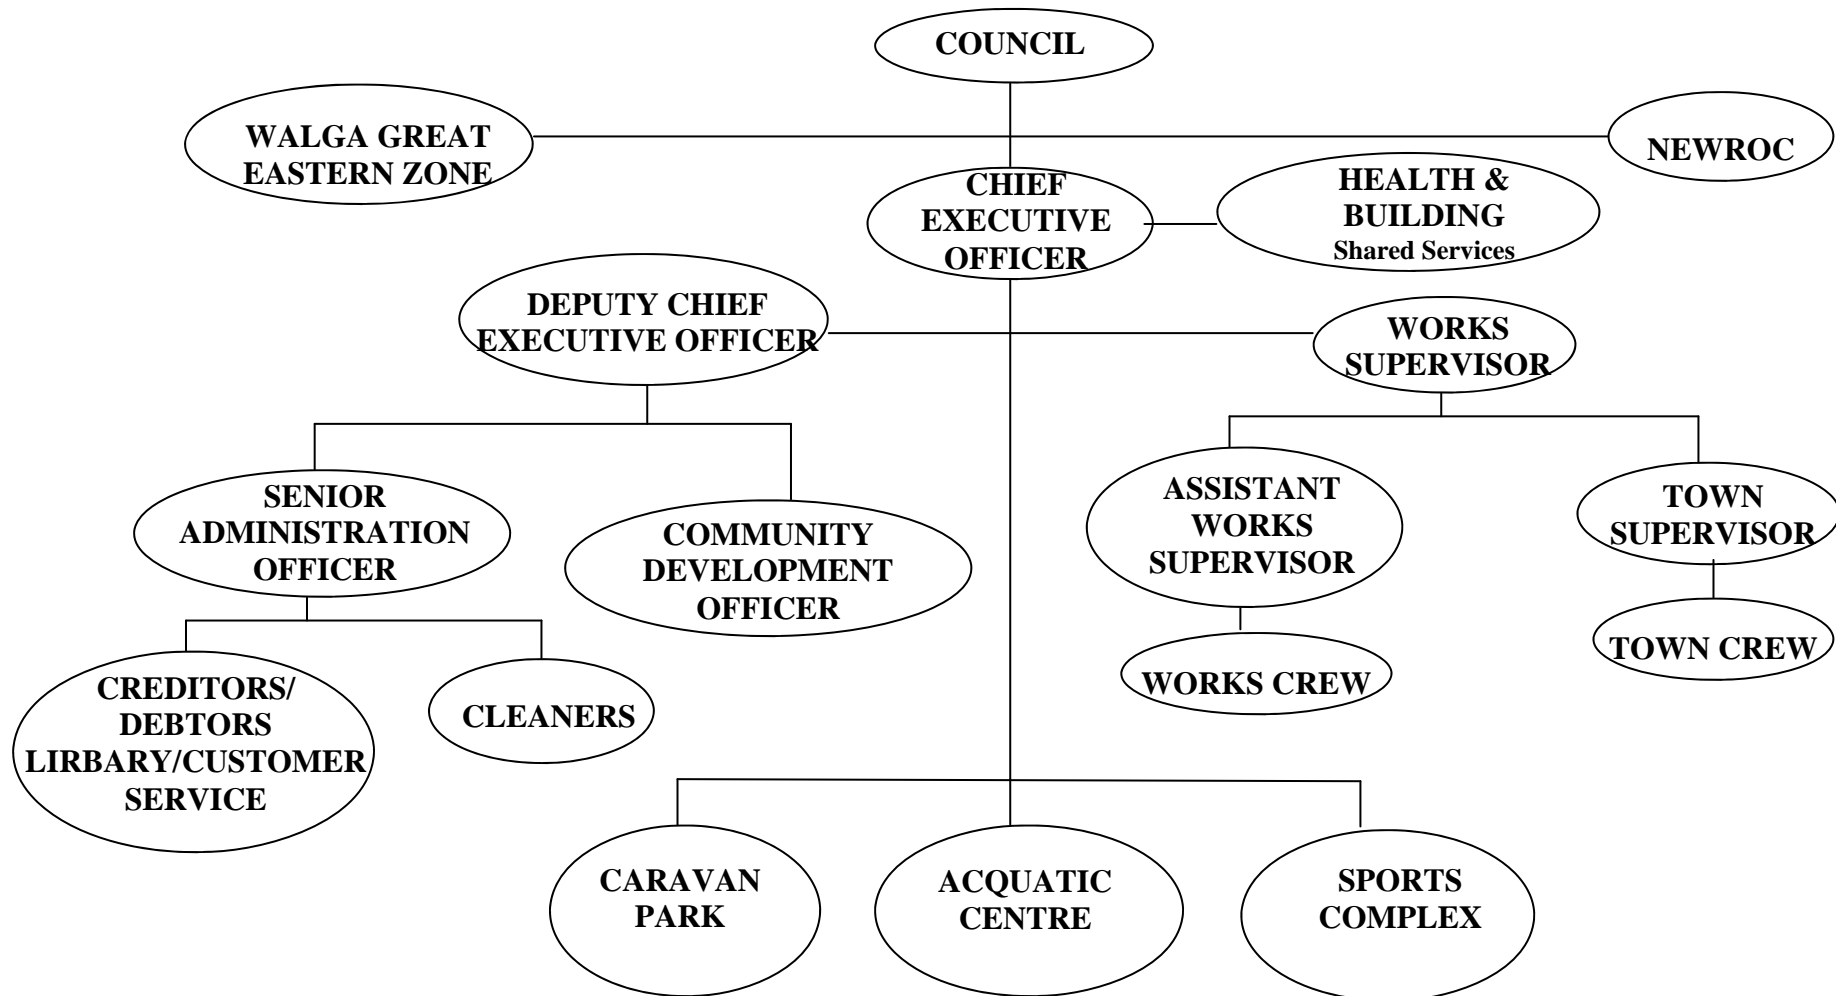 COUNCIL
WALGA GREAT
EASTERN ZONE
NEWROC
CHIEF
EXECUTIVE
OFFICER
HEALTH &
BUILDING
Shared Services
DEPUTY CHIEF
EXECUTIVE OFFICER
WORKS
SUPERVISOR
SENIOR
ADMINISTRATION
OFFICER
COMMUNITY
DEVELOPMENT
OFFICER
ASSISTANT
WORKS
SUPERVISOR
TOWN
SUPERVISOR
CREDITORS/
DEBTORS
LIRBARY/CUSTOMER
SERVICE
CLEANERS
WORKS CREW
TOWN CREW
CARAVAN
PARK
ACQUATIC
CENTRE
SPORTS
COMPLEX